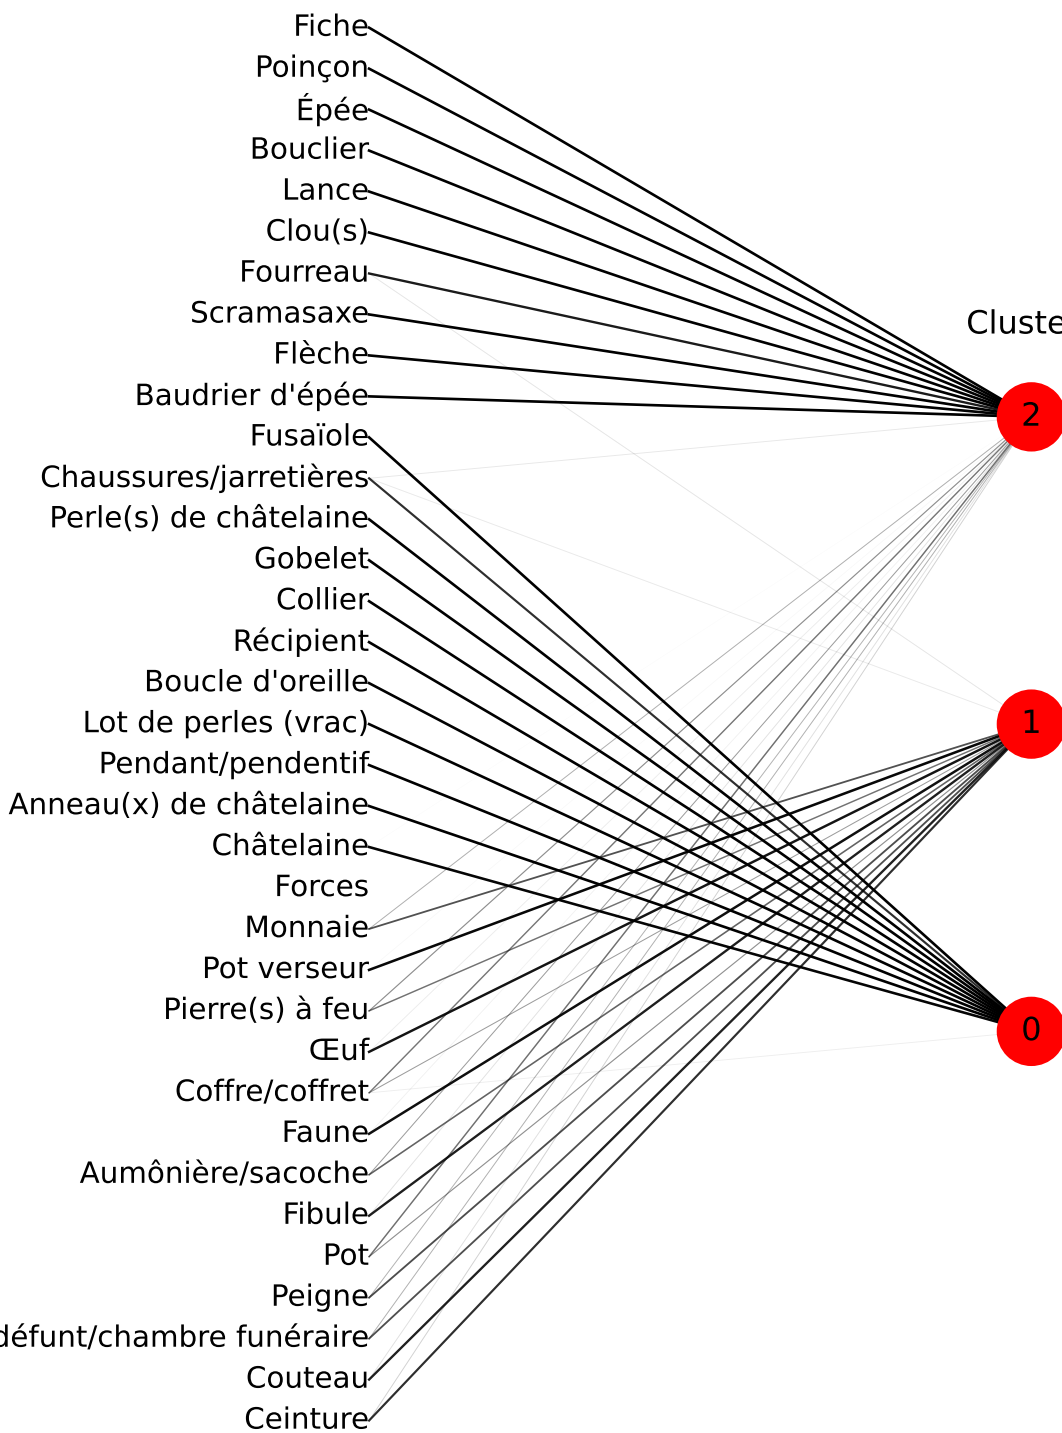 Fiche
Poinçon
Épée
Bouclier
Lance
Clou(s)
Fourreau
Scramasaxe
Cluste
Flèche
Baudrier d'épée
2
Fusaïole
Chaussures/jarretières
Perle(s) de châtelaine
Gobelet
Collier
Récipient
Boucle d'oreille
Lot de perles (vrac)
1
Pendant/pendentif
Anneau(x) de châtelaine
Châtelaine
Forces
Monnaie
Pot verseur
Pierre(s) à feu
0
Œuf
Coffre/coffret
Faune
Aumônière/sacoche
Fibule
Pot
Peigne
défunt/chambre funéraire
Couteau
Ceinture